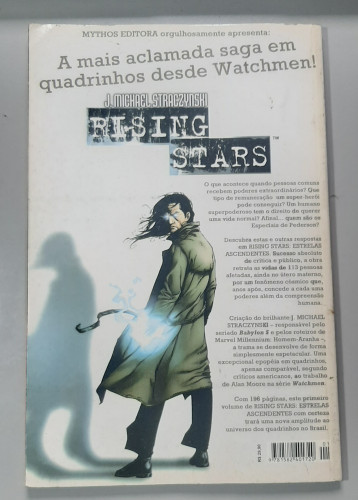 MYTHOS EDITORA orgulhosamente apresenta:
A mais aclamada saga em
quadrinhos desde Watchmen!
J. MICHAEL STRACZYNSKI
RISING
STARS™
O que acontece quando pessoas comuns
recebem poderes extraordinários? Que
tipo de remuneração um super-herói
pode conseguir? Um humano
superpoderoso tem o direito de querer
uma vida normal? Afinal... quem são os
Especiais de Pederson?
Descubra estas e outras respostas
em RISING STARS: ESTRELAS
ASCENDENTES. Sucesso absoluto
de crítica e público, a obra
retrata as vidas de 113 pessoas
afetadas, ainda no útero materno,
por um fenômeno cósmico que,
anos após, concede a cada uma
poderes além da compreensão
humana.
Criação do brilhante J. MICHAEL
STRACZYNSKI – responsável pelo
seriado Babylon 5 e pelos roteiros de
Marvel Millennium: Homem-Aranha –,
a trama se desenvolve de forma
simplesmente espetacular. Uma
excepcional epopéia em quadrinhos,
apenas comparável, segundo
críticos americanos, ao trabalho
de Alan Moore na série Watchmen.
Com 196 páginas, este primeiro
volume de RISING STARS: ESTRELAS
ASCENDENTES com certeza
trará uma nova amplitude ao
universo dos quadrinhos no Brasil.